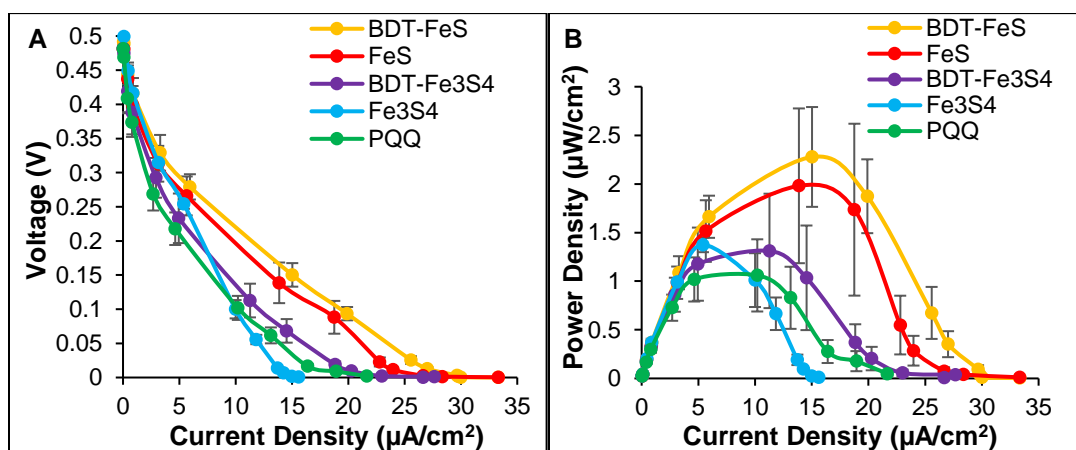 A
BDT-FeS
FeS
BDT-Fe3S4
Fe3S4
PQQ
0.5
0.45
0.4
0.35
0.3
0.25
0.2
0.15
0.1
0.05
0
Voltage (V)
0 5 10 15 20 25 30 35
Current Density (µA/cm²)
B
BDT-FeS
FeS
BDT-Fe3S4
Fe3S4
PQQ
3
2.5
2
1.5
1
0.5
0
Power Density (µW/cm²)
0 5 10 15 20 25 30 35
Current Density (µA/cm²)